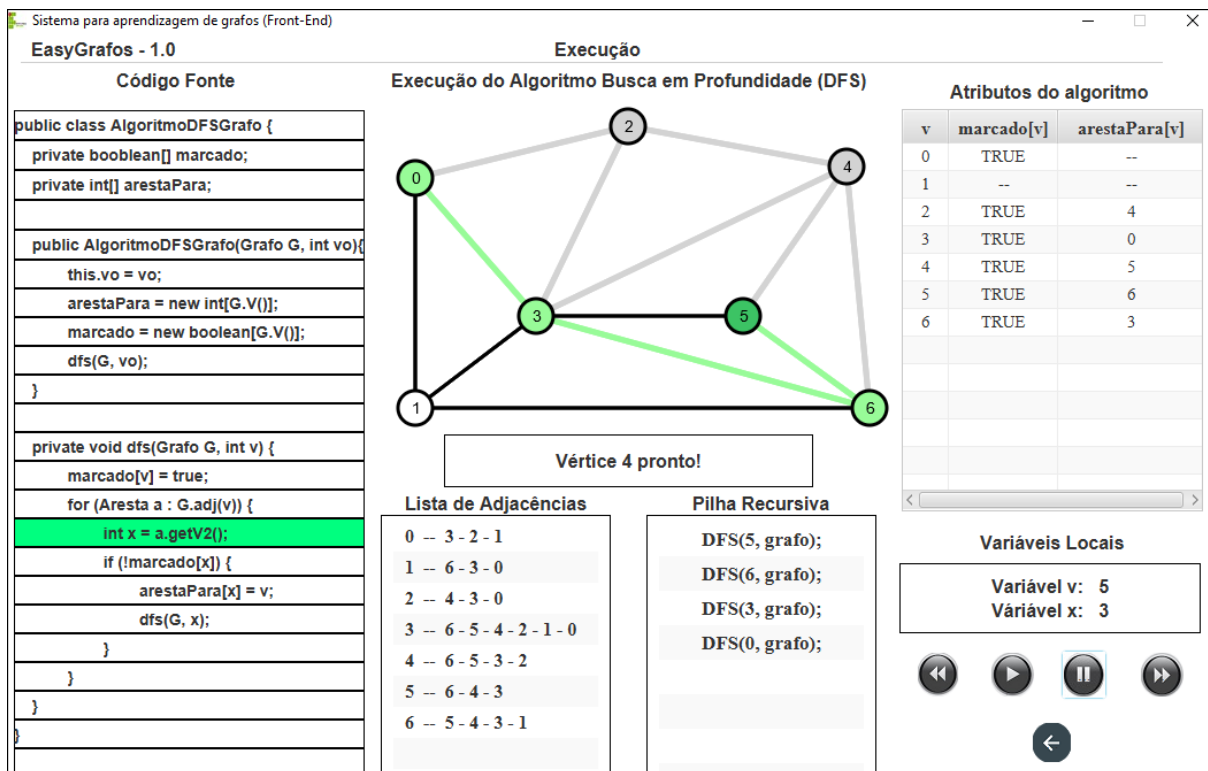 Sistema para aprendizagem de grafos (Front-End)
EasyGrafos - 1.0
Execução
Código Fonte
public class AlgoritmoDFSGrafo {
private booblean[] marcado;
private int[] arestaPara;
public AlgoritmoDFSGrafo(Grafo G, int vo){
this.vo = vo;
arestaPara = new int[G.V()];
marcado = new boolean[G.V()];
dfs(G, vo);
}
private void dfs(Grafo G, int v) {
marcado[v] = true;
for (Aresta a : G.adj(v)) {
int x = a.getV2();
if (!marcado[x]) {
arestaPara[x] = v;
dfs(G, x);
}
}
}
}
Execução do Algoritmo Busca em Profundidade (DFS)
2
4
0
3
5
1
6
Vértice 4 pronto!
Lista de Adjacências
0 -- 3 - 2 - 1
1 -- 6 - 3 - 0
2 -- 4 - 3 - 0
3 -- 6 - 5 - 4 - 2 - 1 - 0
4 -- 6 - 5 - 3 - 2
5 -- 6 - 4 - 3
6 -- 5 - 4 - 3 - 1
Pilha Recursiva
DFS(5, grafo);
DFS(6, grafo);
DFS(3, grafo);
DFS(0, grafo);
Atributos do algoritmo
v marcado[v] arestaPara[v]
0 TRUE --
1 -- --
2 TRUE 4
3 TRUE 0
4 TRUE 5
5 TRUE 6
6 TRUE 3
Variáveis Locais
Variável v: 5
Váriável x: 3